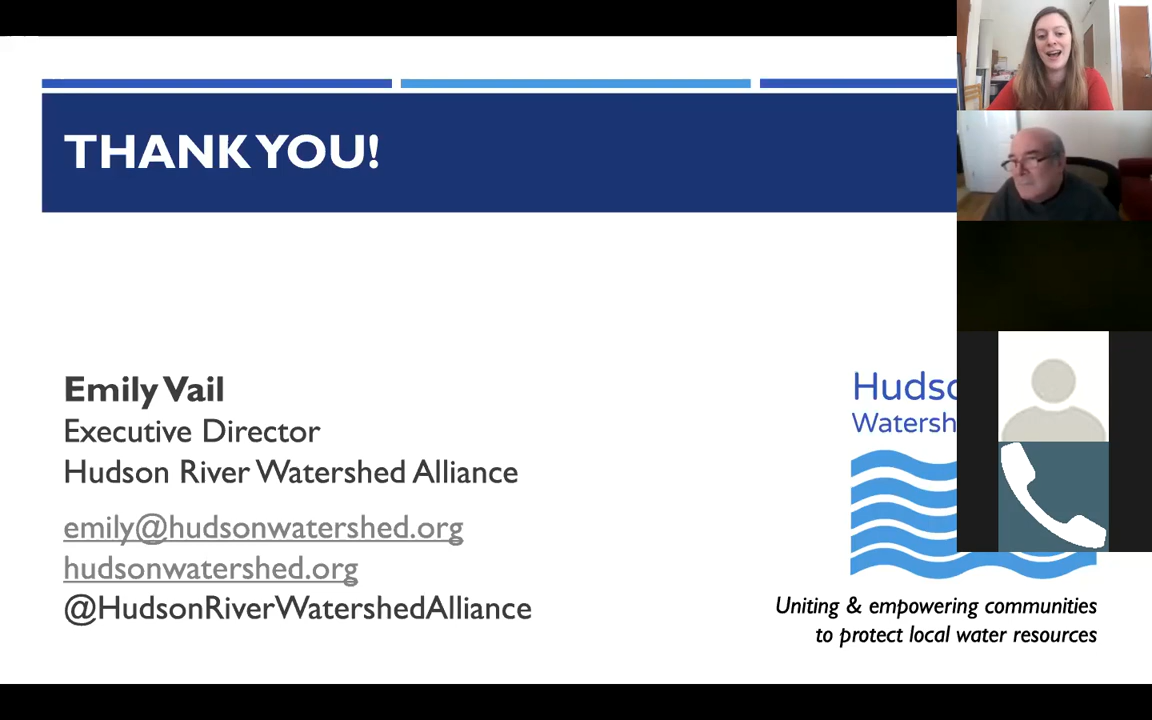 THANK YOU!
Emily Vail
Executive Director
Hudson River Watershed Alliance
emily@hudsonwatershed.org
hudsonwatershed.org
@HudsonRiverWatershedAlliance
Uniting & empowering communities
to protect local water resources